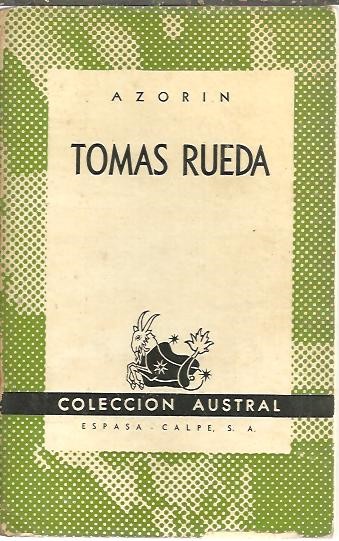 AZORIN
TOMAS RUEDA
COLECCION AUSTRAL
ESPASA-CALPE, S. A.